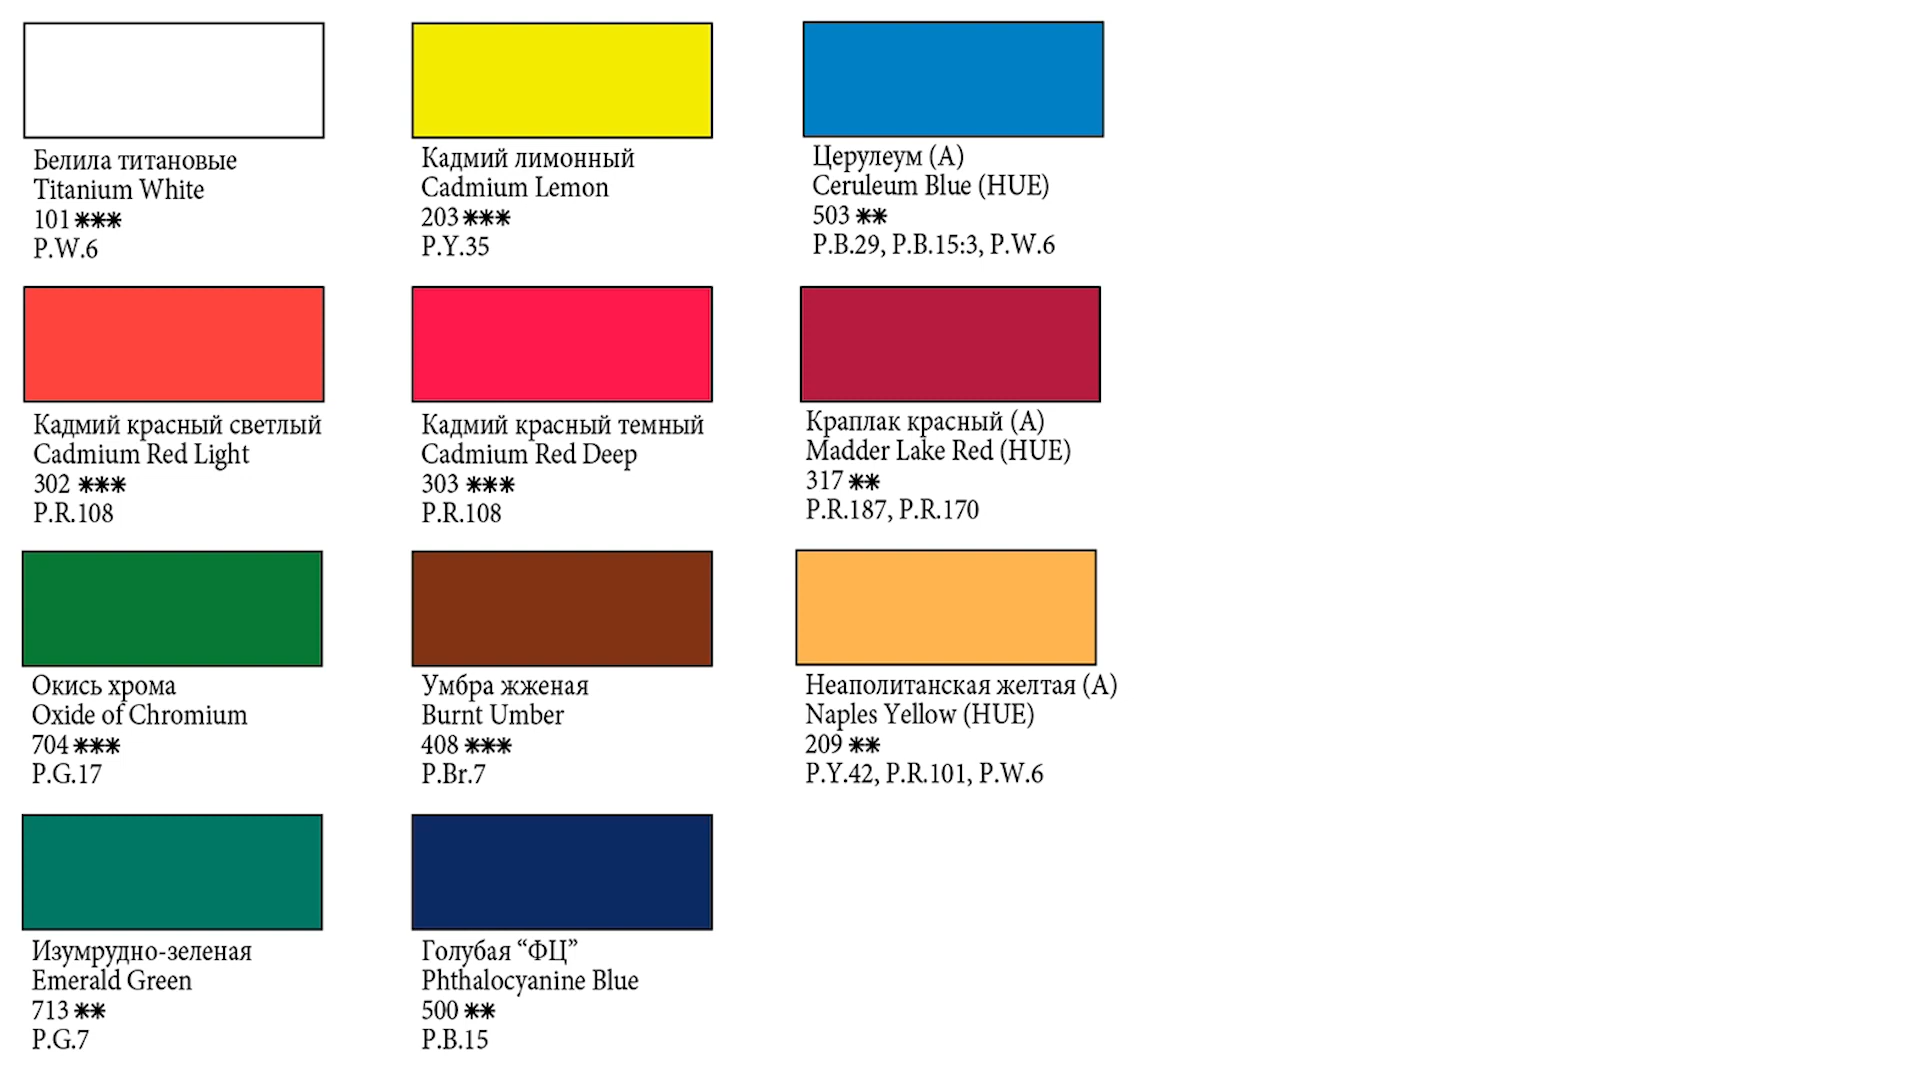 Белила титановые
Titanium White
101 ✱✱✱
P.W.6
Кадмий лимонный
Cadmium Lemon
203 ✱✱✱
P.Y.35
Церулеум (А)
Ceruleum Blue (HUE)
503 ✱✱
P.B.29, P.B.15:3, P.W.6
Кадмий красный светлый
Cadmium Red Light
302 ✱✱✱
P.R.108
Кадмий красный темный
Cadmium Red Deep
303 ✱✱✱
P.R.108
Краплак красный (А)
Madder Lake Red (HUE)
317 ✱✱
P.R.187, P.R.170
Окись хрома
Oxide of Chromium
704 ✱✱✱
P.G.17
Умбра жженая
Burnt Umber
408 ✱✱✱
P.Br.7
Неаполитанская желтая (А)
Naples Yellow (HUE)
209 ✱✱
P.Y.42, P.R.101, P.W.6
Изумрудно-зеленая
Emerald Green
713 ✱✱
P.G.7
Голубая “ФЦ”
Phthalocyanine Blue
500 ✱✱
P.B.15